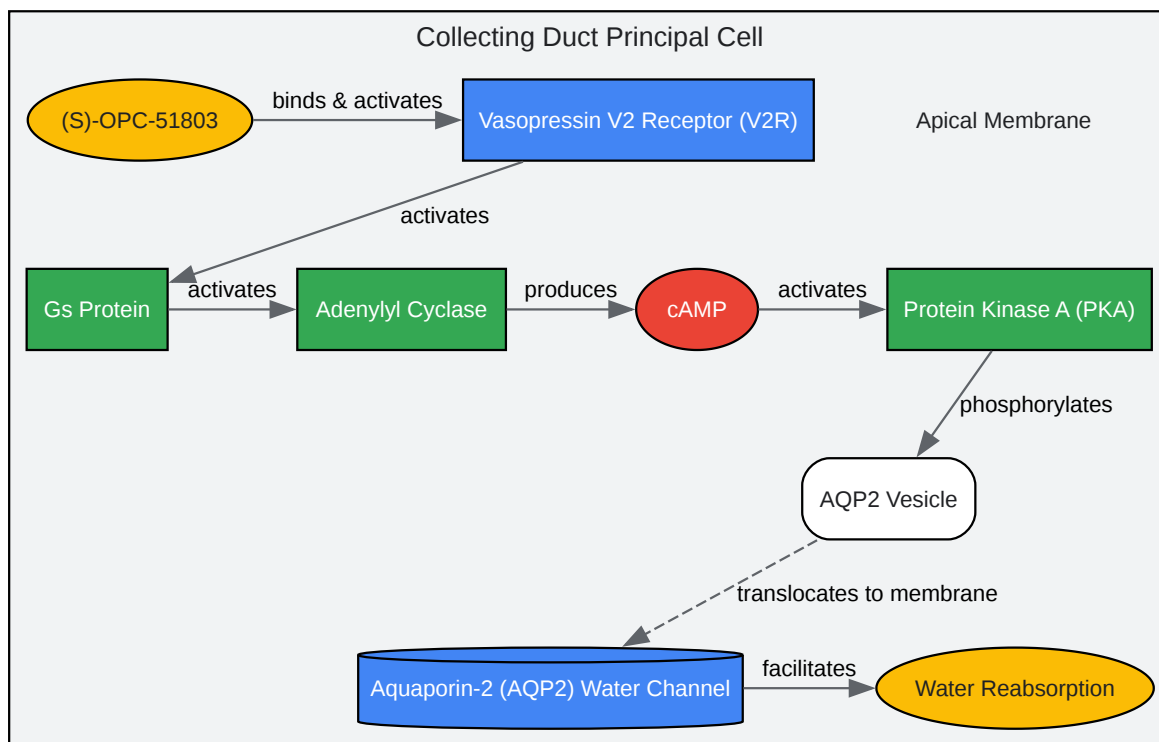 Collecting Duct Principal Cell
(S)-OPC-51803
binds & activates
Vasopressin V2 Receptor (V2R)
Apical Membrane
activates
Gs Protein
activates
Adenylyl Cyclase
produces
cAMP
activates
Protein Kinase A (PKA)
phosphorylates
AQP2 Vesicle
translocates to membrane
Aquaporin-2 (AQP2) Water Channel
facilitates
Water Reabsorption